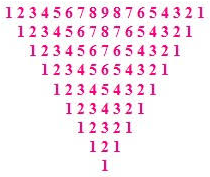 1 2 3 4 5 6 7 8 9 8 7 6 5 4 3 2 1
1 2 3 4 5 6 7 8 7 6 5 4 3 2 1
1 2 3 4 5 6 7 6 5 4 3 2 1
1 2 3 4 5 6 5 4 3 2 1
1 2 3 4 5 4 3 2 1
1 2 3 4 3 2 1
1 2 3 2 1
1 2 1
1